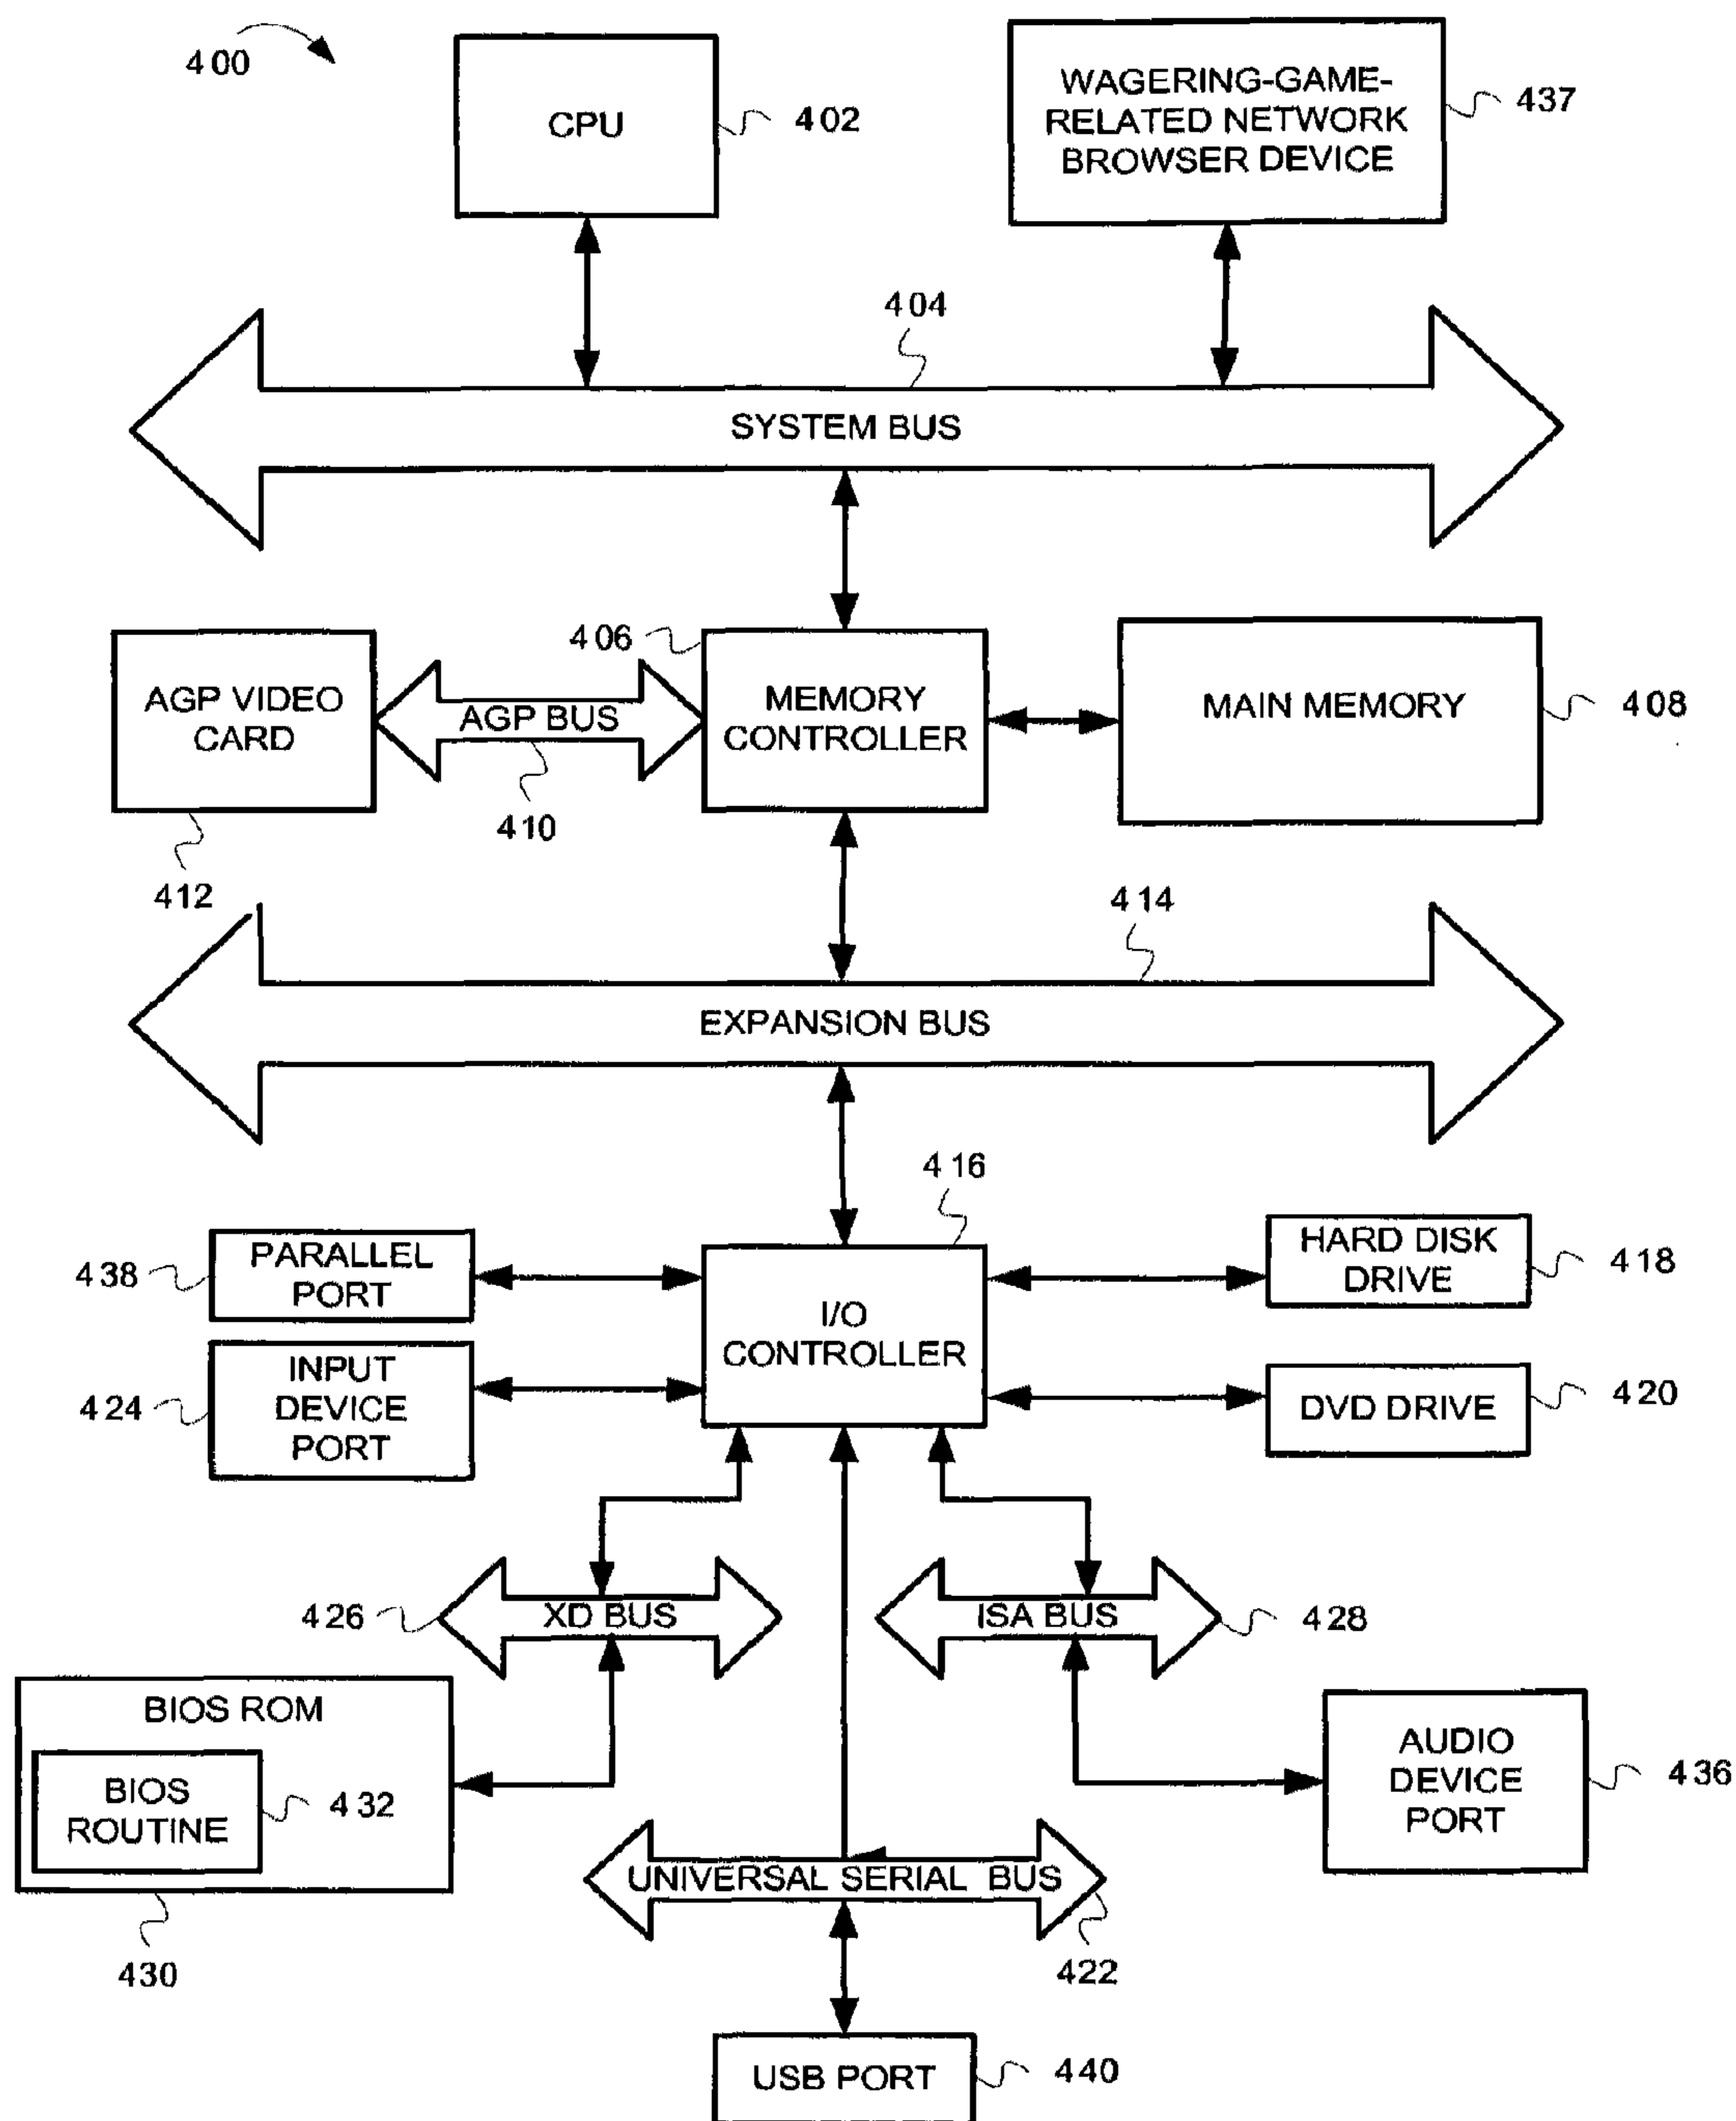 400
CPU
402
WAGERING-GAME-
RELATED NETWORK
BROWSER DEVICE
437
404
SYSTEM BUS
AGP VIDEO
CARD
412
AGP BUS
410
406
MEMORY
CONTROLLER
MAIN MEMORY
408
414
EXPANSION BUS
416
438
PARALLEL
PORT
I/O
CONTROLLER
HARD DISK
DRIVE
418
424
INPUT
DEVICE
PORT
DVD DRIVE
420
426
XD BUS
ISA BUS
428
BIOS ROM
BIOS
ROUTINE
432
430
AUDIO
DEVICE
PORT
436
UNIVERSAL SERIAL BUS
422
USB PORT
440